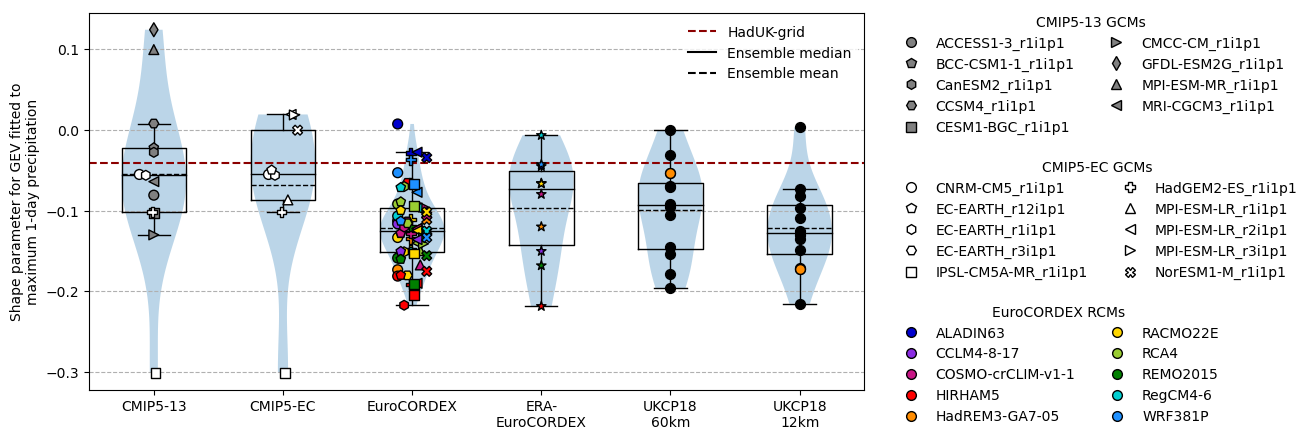 Shape parameter for GEV fitted to
maximum 1-day precipitation
0.1
0.0
−0.1
−0.2
−0.3
HadUK-grid
Ensemble median
Ensemble mean
CMIP5-13
CMIP5-EC
EuroCORDEX
ERA-
EuroCORDEX
UKCP18
60km
UKCP18
12km
CMIP5-13 GCMs
ACCESS1-3_r1i1p1
BCC-CSM1-1_r1i1p1
CanESM2_r1i1p1
CCSM4_r1i1p1
CESM1-BGC_r1i1p1
CMCC-CM_r1i1p1
GFDL-ESM2G_r1i1p1
MPI-ESM-MR_r1i1p1
MRI-CGCM3_r1i1p1
CMIP5-EC GCMs
CNRM-CM5_r1i1p1
EC-EARTH_r12i1p1
EC-EARTH_r1i1p1
EC-EARTH_r3i1p1
IPSL-CM5A-MR_r1i1p1
HadGEM2-ES_r1i1p1
MPI-ESM-LR_r1i1p1
MPI-ESM-LR_r2i1p1
MPI-ESM-LR_r3i1p1
NorESM1-M_r1i1p1
EuroCORDEX RCMs
ALADIN63
CCLM4-8-17
COSMO-crCLIM-v1-1
HIRHAM5
HadREM3-GA7-05
RACMO22E
RCA4
REMO2015
RegCM4-6
WRF381P